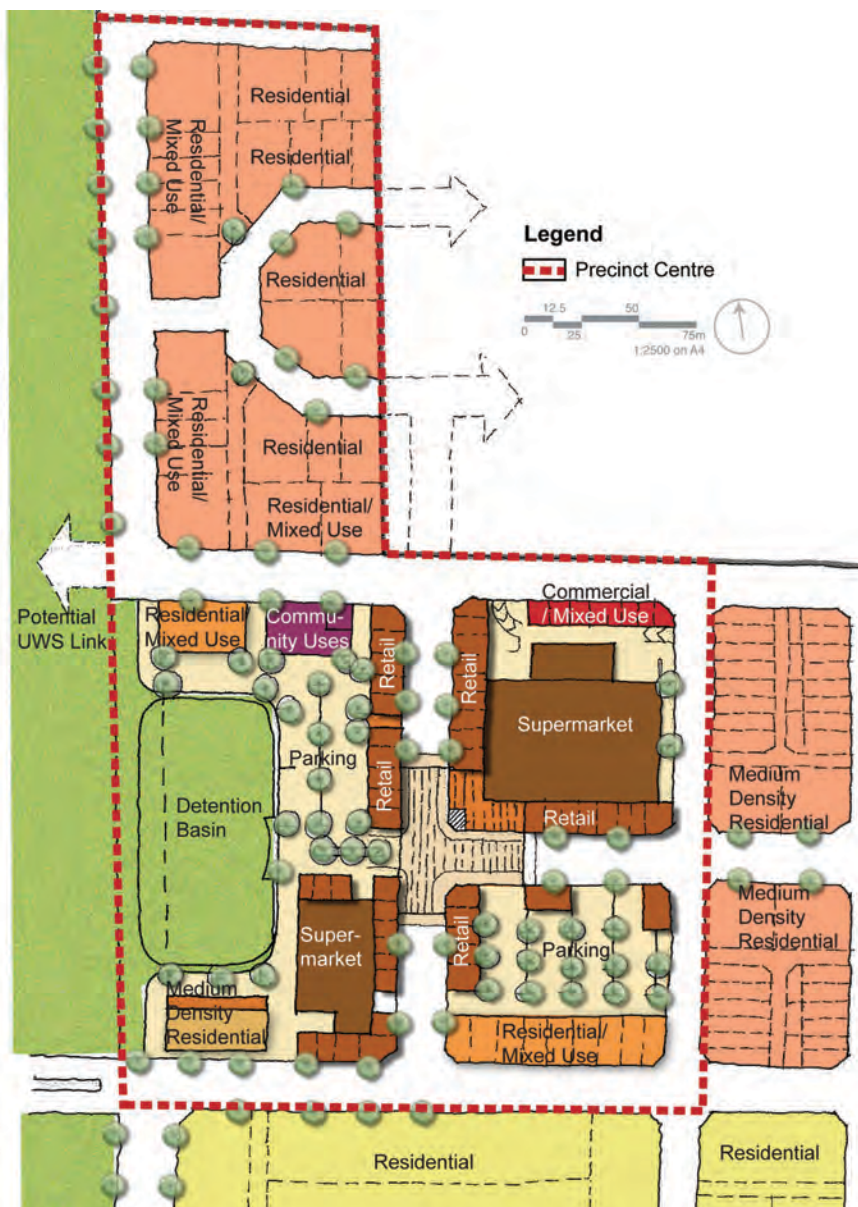 Residential
Residential/
Mixed Use
Residential
Residential
Legend
Precinct Centre
12.5
50
0
25
75m
1:2500 on A4
Residential/
Mixed Use
Residential
Residential/
Mixed Use
Potential
UWS Link
Residential/
Mixed Use
Commu-
nity Uses
Retail
Retail
Commercial
/ Mixed Use
Supermarket
Parking
Retail
Retail
Detention
Basin
Medium
Density
Residential
Medium
Density
Residential
Super-
market
Retail
Parking
Medium
Density
Residential
Residential/
Mixed Use
Residential
Residential